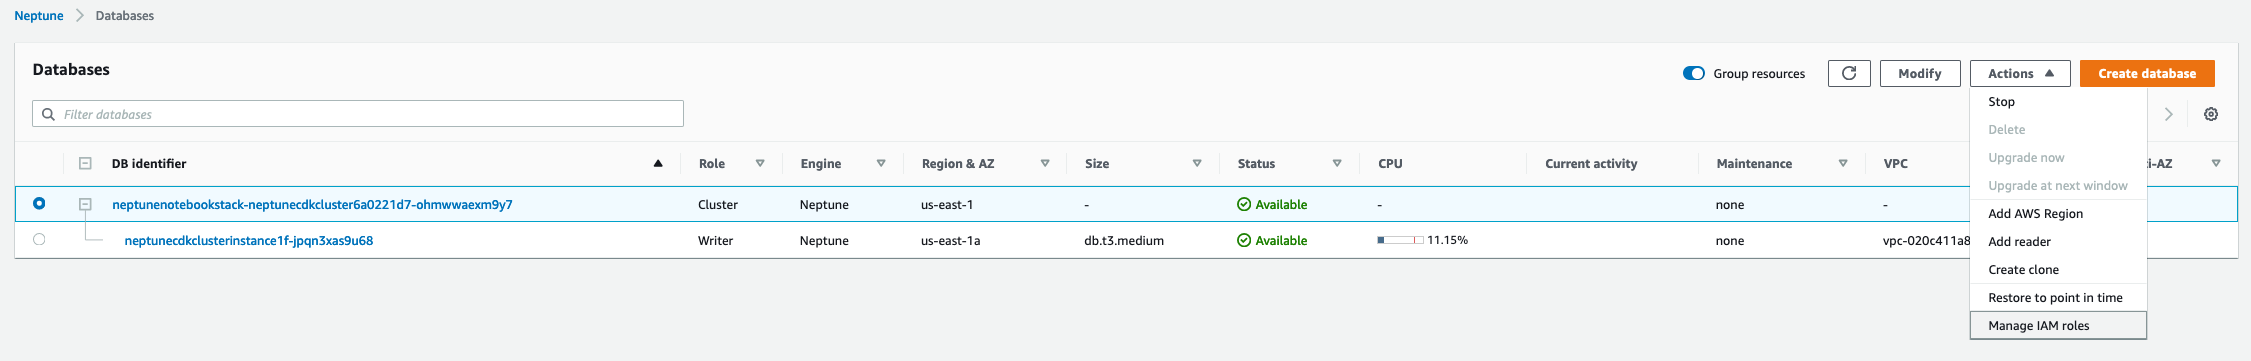 Neptune > Databases
Databases
Group resources
Modify
Actions
Create database
Filter databases
Stop
Delete
Upgrade now
Upgrade at next window
Add AWS Region
Add reader
Create clone
Restore to point in time
Manage IAM roles
DB identifier Role Engine Region & AZ Size Status CPU Current activity Maintenance VPC i-AZ
neptunenotebookstack-neptunecdkcluster6a0221d7-ohmwwaexm9y7 Cluster Neptune us-east-1 - Available - none -
neptunecdkclusterinstance1f-jpqn3xas9u68 Writer Neptune us-east-1a db.t3.medium Available 11.15% none vpc-020c411a8